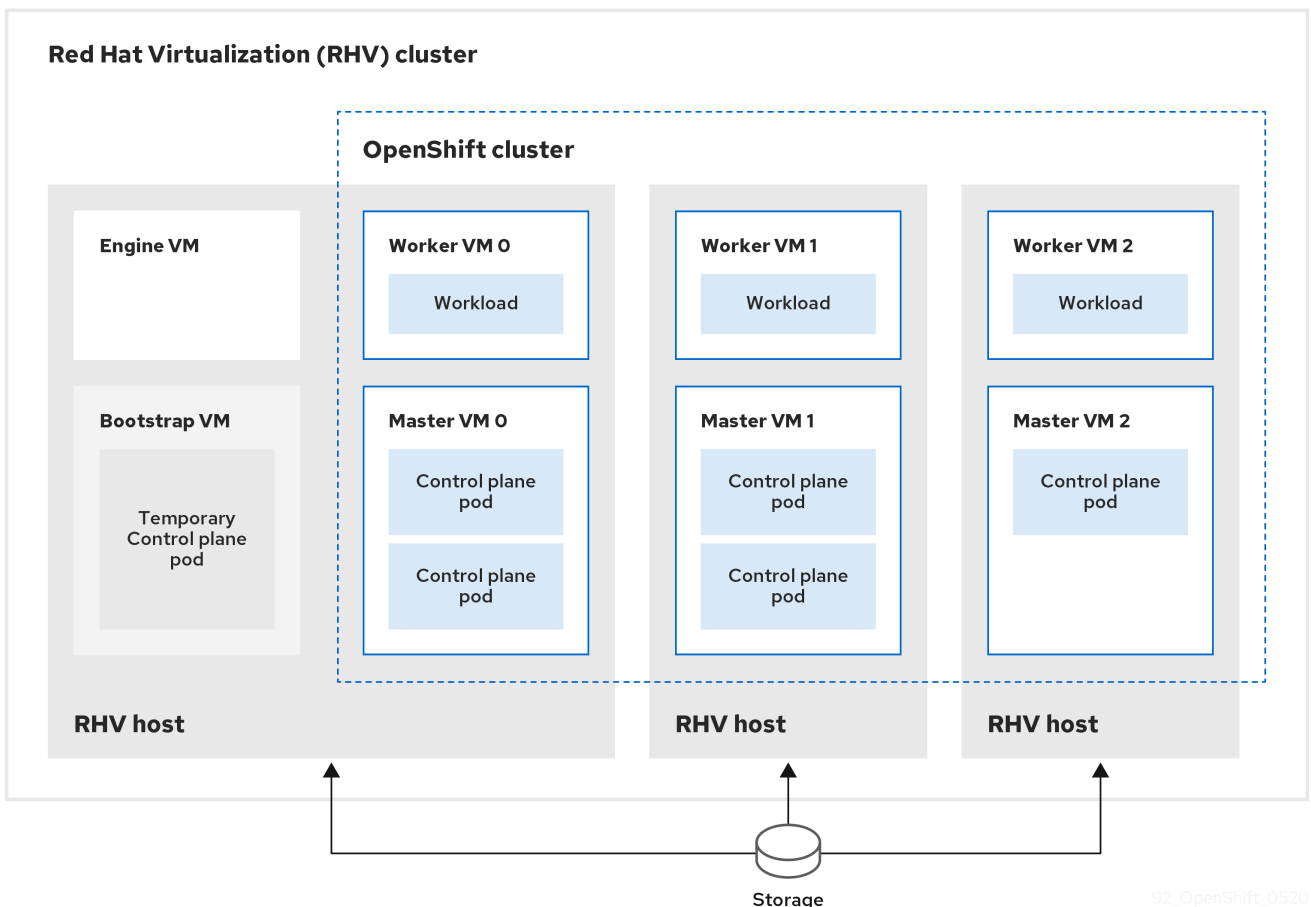 Red Hat Virtualization (RHV) cluster
OpenShift cluster
Engine VM
Bootstrap VM
Temporary
Control plane
pod
Worker VM 0
Workload
Master VM 0
Control plane
pod
Control plane
pod
RHV host
Worker VM 1
Workload
Master VM 1
Control plane
pod
Control plane
pod
RHV host
Worker VM 2
Workload
Master VM 2
Control plane
pod
RHV host
Storage
92_OpenShift_0520